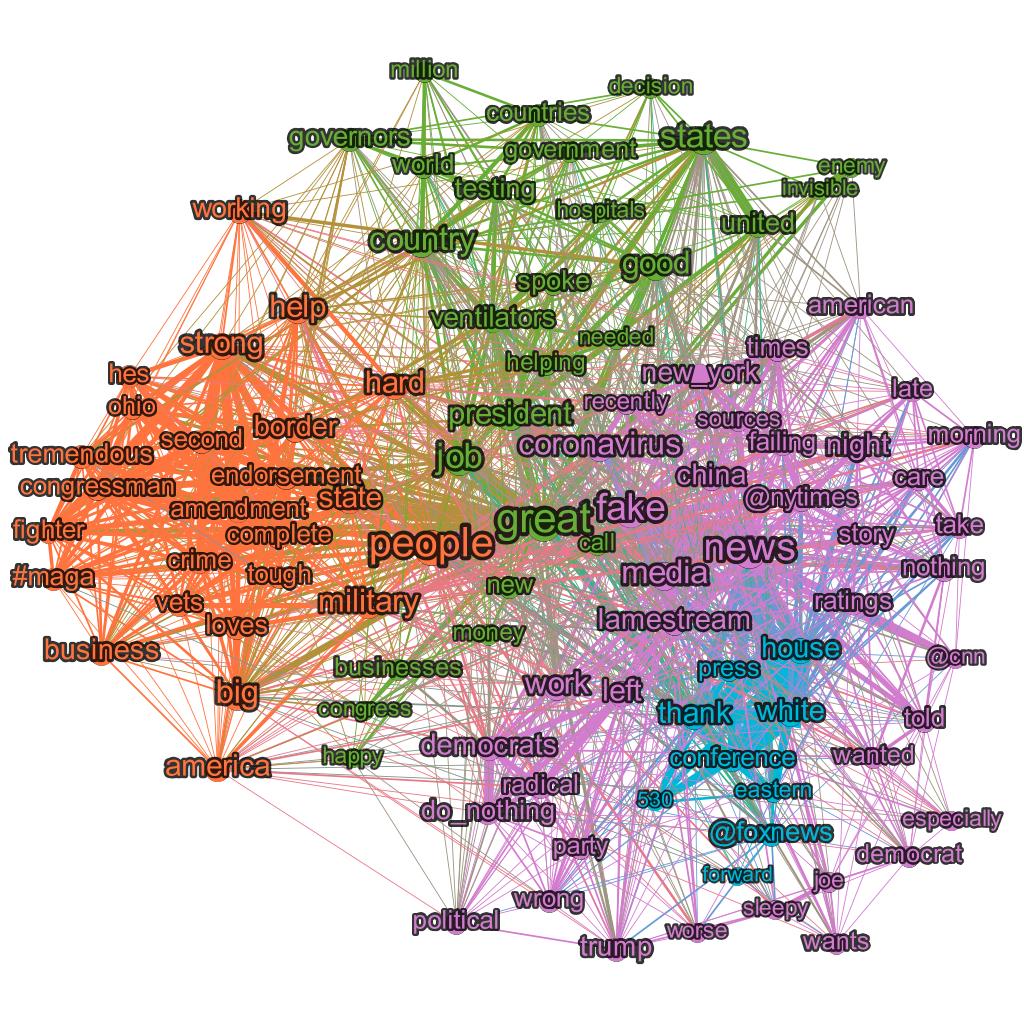 million
decision
countries
governors
states
government
world
enemy
testing
invisible
working
hospitals
united
country
good
spoke
help
american
ventilators
needed
strong
times
helping
hes
new_york
hard
late
recently
ohio
president
sources
border
second
coronavirus
failing
night
morning
tremendous
job
endorsement
china
care
congressman
state
@nytimes
amendment
fake
great
take
fighter
complete
people
call
story
news
crime
nothing
#maga
tough
media
new
vets
military
ratings
loves
lamestream
money
business
house
@cnn
businesses
press
big
work
left
congress
thank
white
told
democrats
happy
conference
wanted
america
radical
530
eastern
do_nothing
especially
@foxnews
party
democrat
forward
joe
wrong
sleepy
political
worse
trump
wants